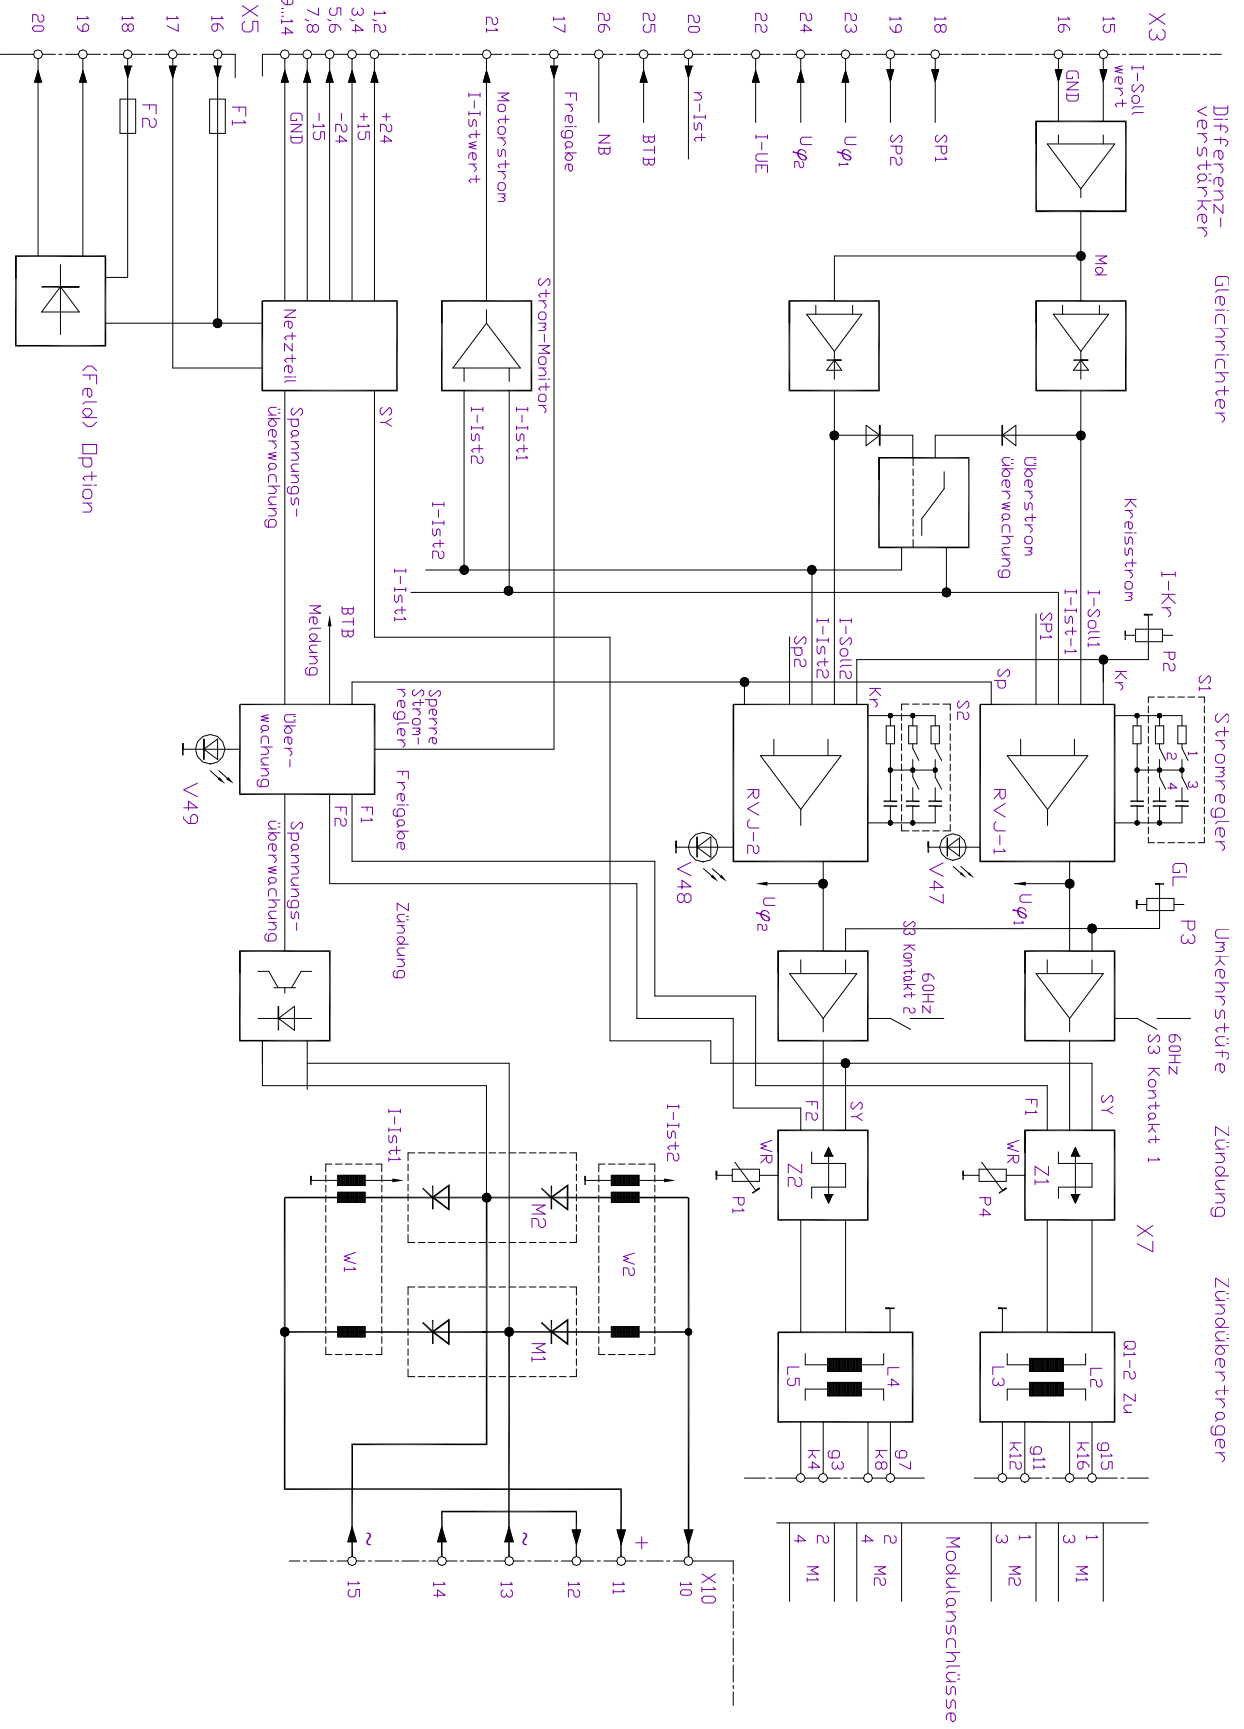 Differenz-
verstärker
Gleichrichter
Stromregler
Umkehrstüfe
Zündung
Zündübertrager
X3
15
16
18
19
23
24
22
20
25
26
17
21
1,2
3,4
5,6
7,8
9...14
X5
16
17
18
19
20
I-Soll
wert
GND
SP1
SP2
Uφ1
Uφ2
I-UE
n-Ist
BTB
NB
Freigabe
Motorstrom
I-Istwert
+24
+15
-24
-15
GND
F1
F2
Md
Strom-Monitor
Netzteil
(Feld) Option
I-Ist1
I-Ist2
SY
Spannungs-
überwachung
Überstrom
überwachung
I-Ist2
I-Ist1
Kreisstrom
I-Kr
P2
I-Soll1
I-Ist-1
SP1
Sp
Kr
I-Soll2
I-Ist2
Sp2
Kr
S1
1
2
3
4
S2
RVJ-1
RVJ-2
V47
V48
Uφ1
Uφ2
GL
P3
BTB
Meldung
Sperre
Strom-
regler
Über-
wachung
V49
Freigabe
F1
F2
Spannungs-
überwachung
Zündung
60Hz
S3 Kontakt 1
60Hz
S3 Kontakt 2
SY
F1
SY
F2
WR
Z1
P4
WR
Z2
P1
X7
Q1-2 Zu
L2
L3
L4
L5
g15
k16
g11
k12
g7
k8
g3
k4
1
3
M1
1
3
M2
2
4
M2
2
4
M1
Modulanschlüsse
I-Ist2
I-Ist1
W2
W1
M2
M1
X10
10
+
11
12
13
~
14
15
~